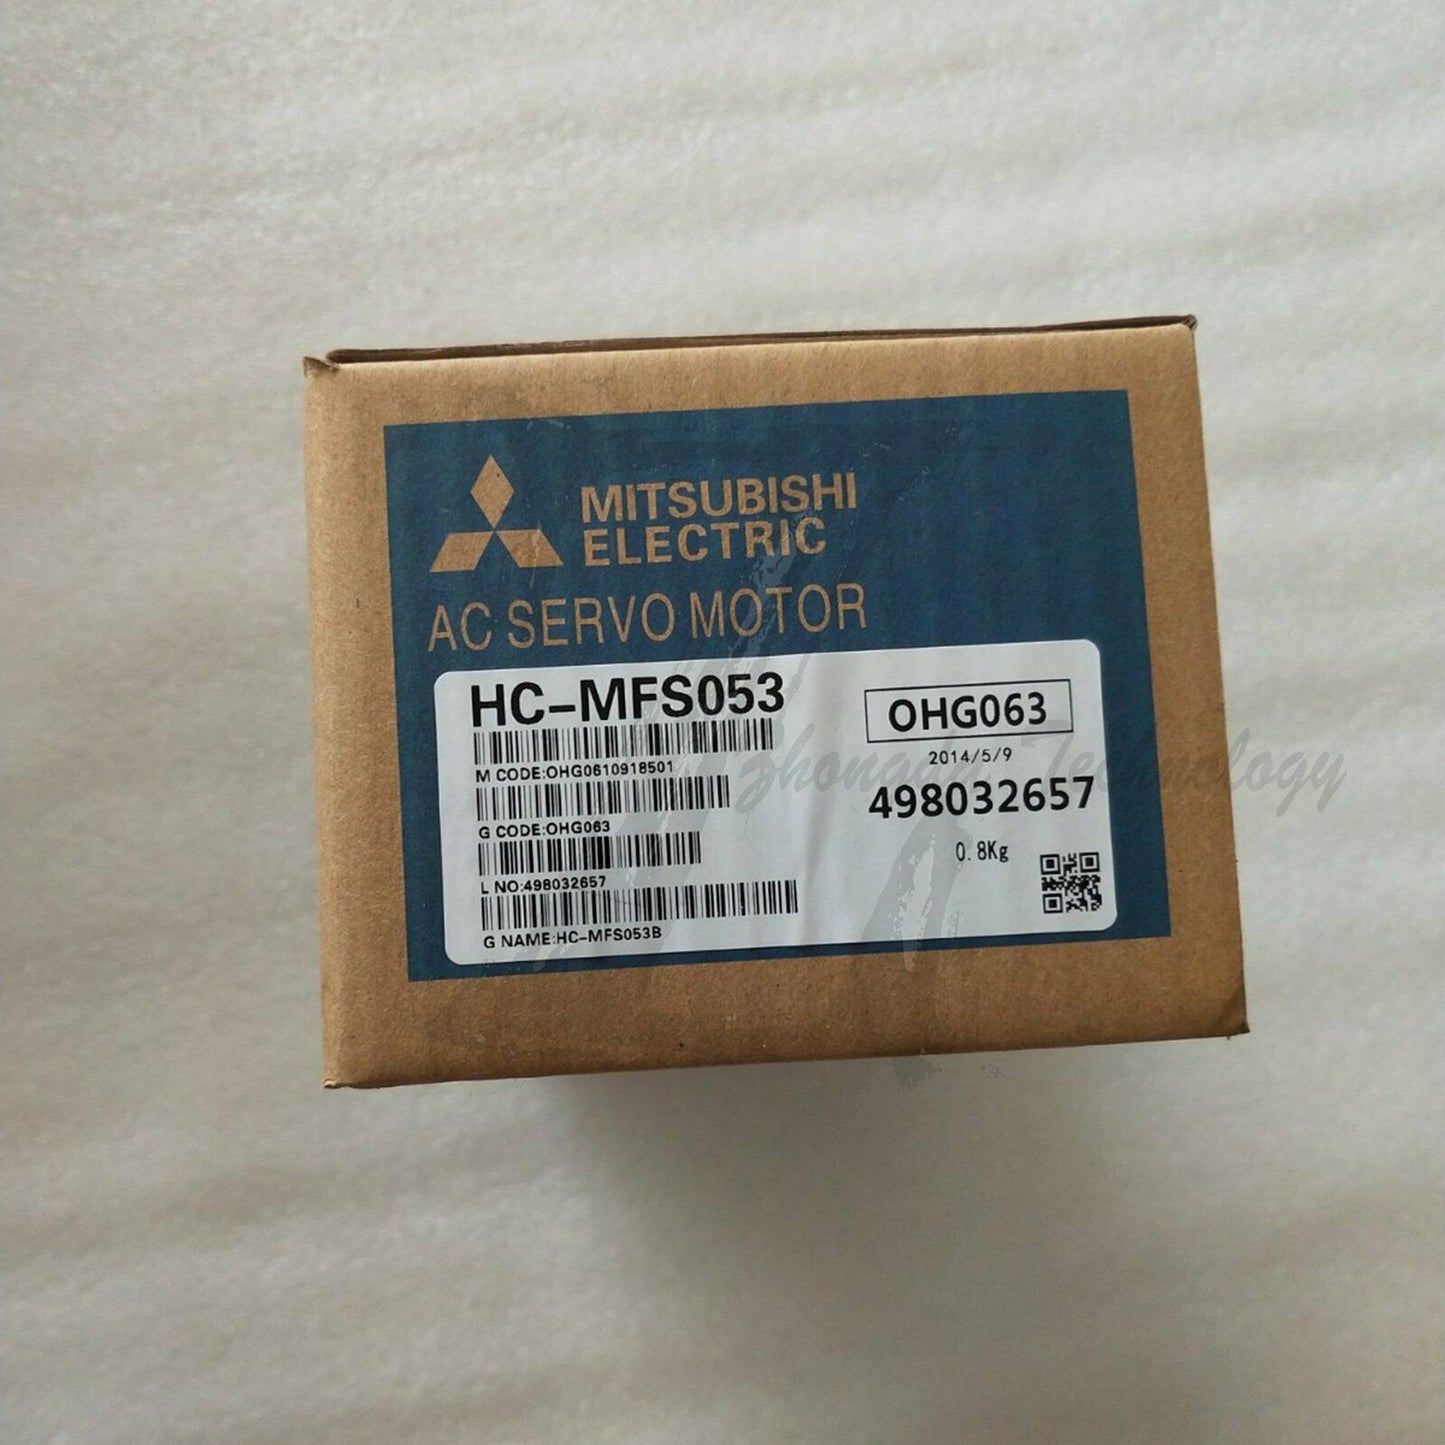 MITSUBISHI
ELECTRIC
AC SERVO MOTOR
HC-MFS053
M CODE:OHG0610918501
G CODE:OHG063
L NO:498032657
G NAME:HC-MFS053B
OHG063
2014/5/9
498032657
0.8Kg
Technology